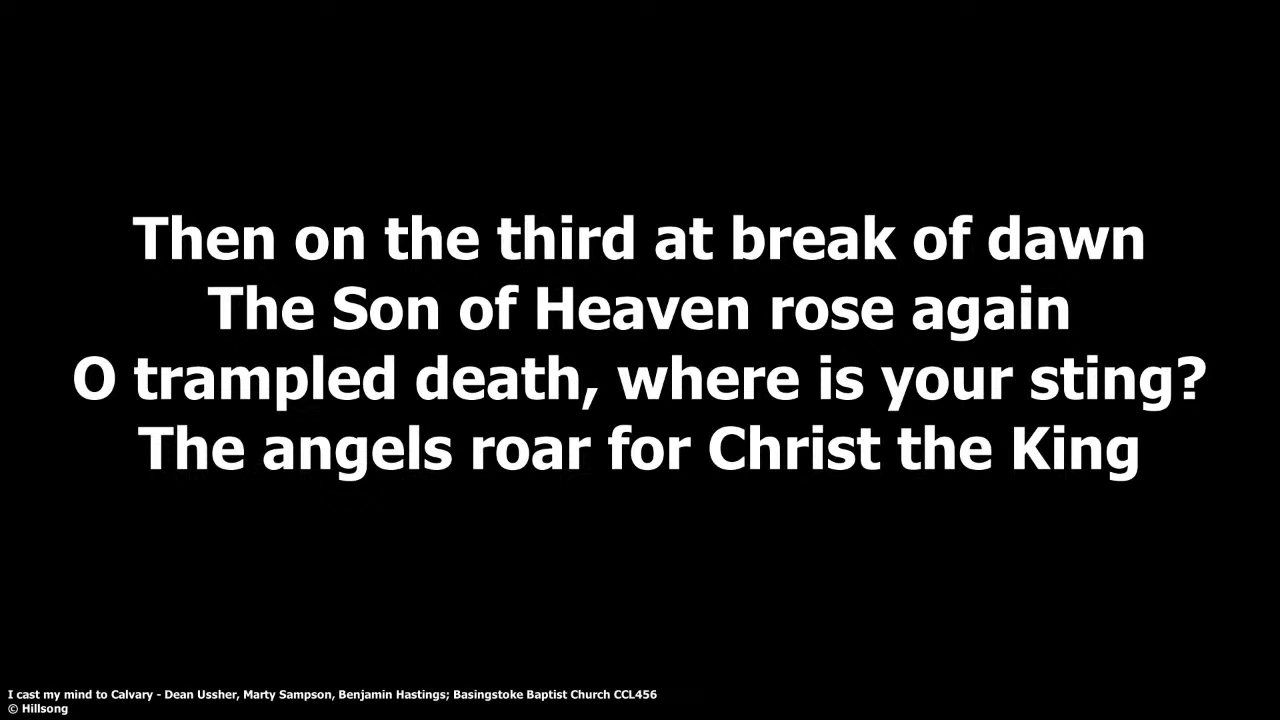 Then on the third at break of dawn
The Son of Heaven rose again
O trampled death, where is your sting?
The angels roar for Christ the King
I cast my mind to Calvary - Dean Ussher, Marty Sampson, Benjamin Hastings; Basingstoke Baptist Church CCL456
© Hillsong